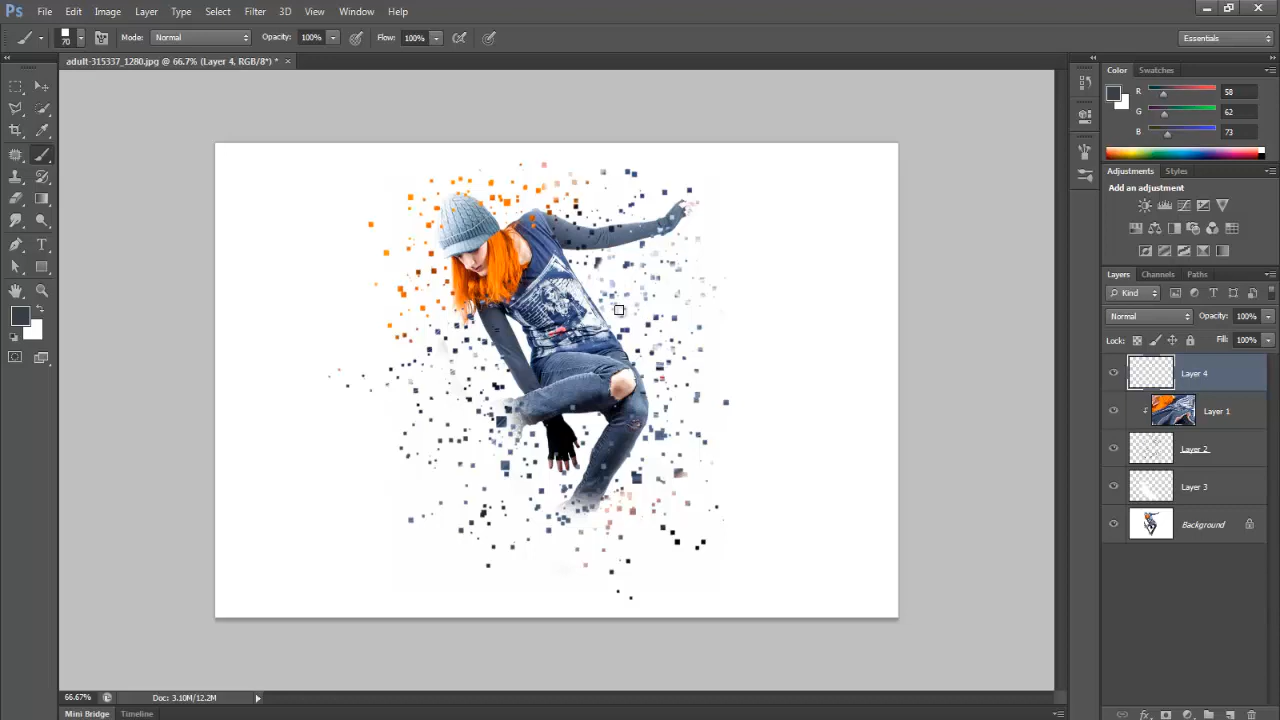 Ps File Edit Image Layer Type Select Filter 3D View Window Help
70 Mode: Normal Opacity: 100% Flow: 100% Essentials
adult-315337_1280.jpg @ 66.7% (Layer 4, RGB/8*) * ×
Color Swatches
R 58
G 62
B 73
Adjustments Styles
Add an adjustment
Layers Channels Paths
Kind
Normal Opacity: 100%
Lock: Fill: 100%
Layer 4
Layer 1
Layer 2
Layer 3
Background
66.67% Doc: 3.10M/12.2M
Mini Bridge Timeline